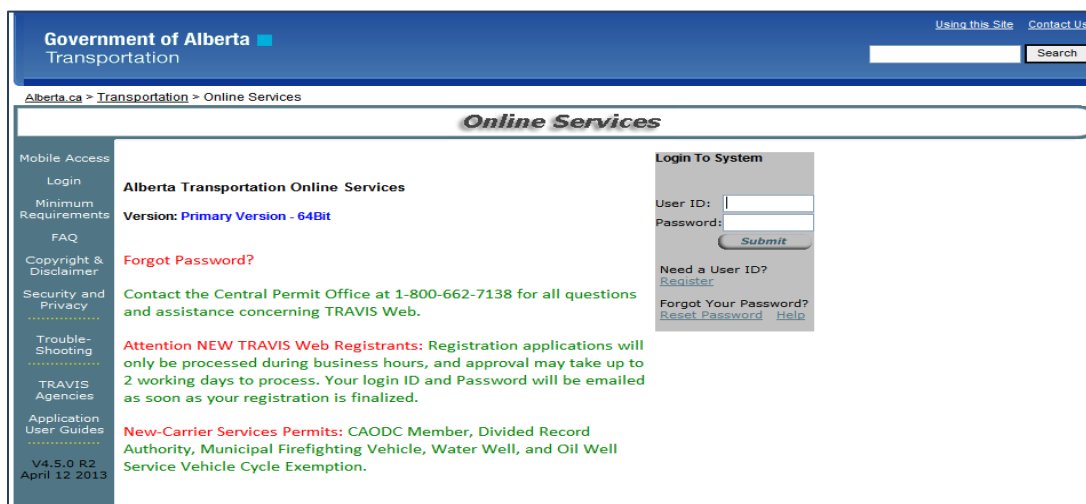 Using this Site Contact Us
Government of Alberta
Transportation
Search
Alberta.ca > Transportation > Online Services
Online Services
Mobile Access
Login
Minimum
Requirements
FAQ
Copyright &
Disclaimer
Security and
Privacy
Trouble-
Shooting
TRAVIS
Agencies
Application
User Guides
V4.5.0 R2
April 12 2013
Alberta Transportation Online Services
Version: Primary Version - 64Bit
Forgot Password?
Contact the Central Permit Office at 1-800-662-7138 for all questions
and assistance concerning TRAVIS Web.
Attention NEW TRAVIS Web Registrants: Registration applications will
only be processed during business hours, and approval may take up to
2 working days to process. Your login ID and Password will be emailed
as soon as your registration is finalized.
New-Carrier Services Permits: CAODC Member, Divided Record
Authority, Municipal Firefighting Vehicle, Water Well, and Oil Well
Service Vehicle Cycle Exemption.
Login To System
User ID:
Password:
Submit
Need a User ID?
Register
Forgot Your Password?
Reset Password Help